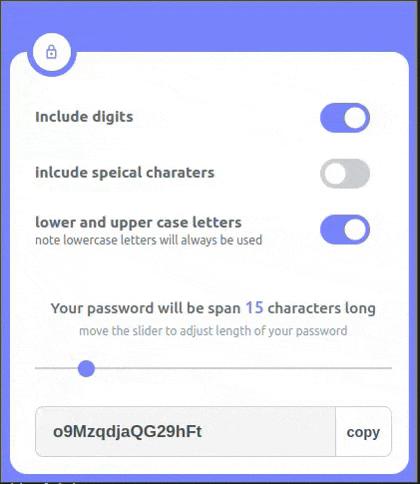 Include digits
inlcude speical charaters
lower and upper case letters
note lowercase letters will always be used
Your password will be span 15 characters long
move the slider to adjust length of your password
o9MzqdjaQG29hFt
copy